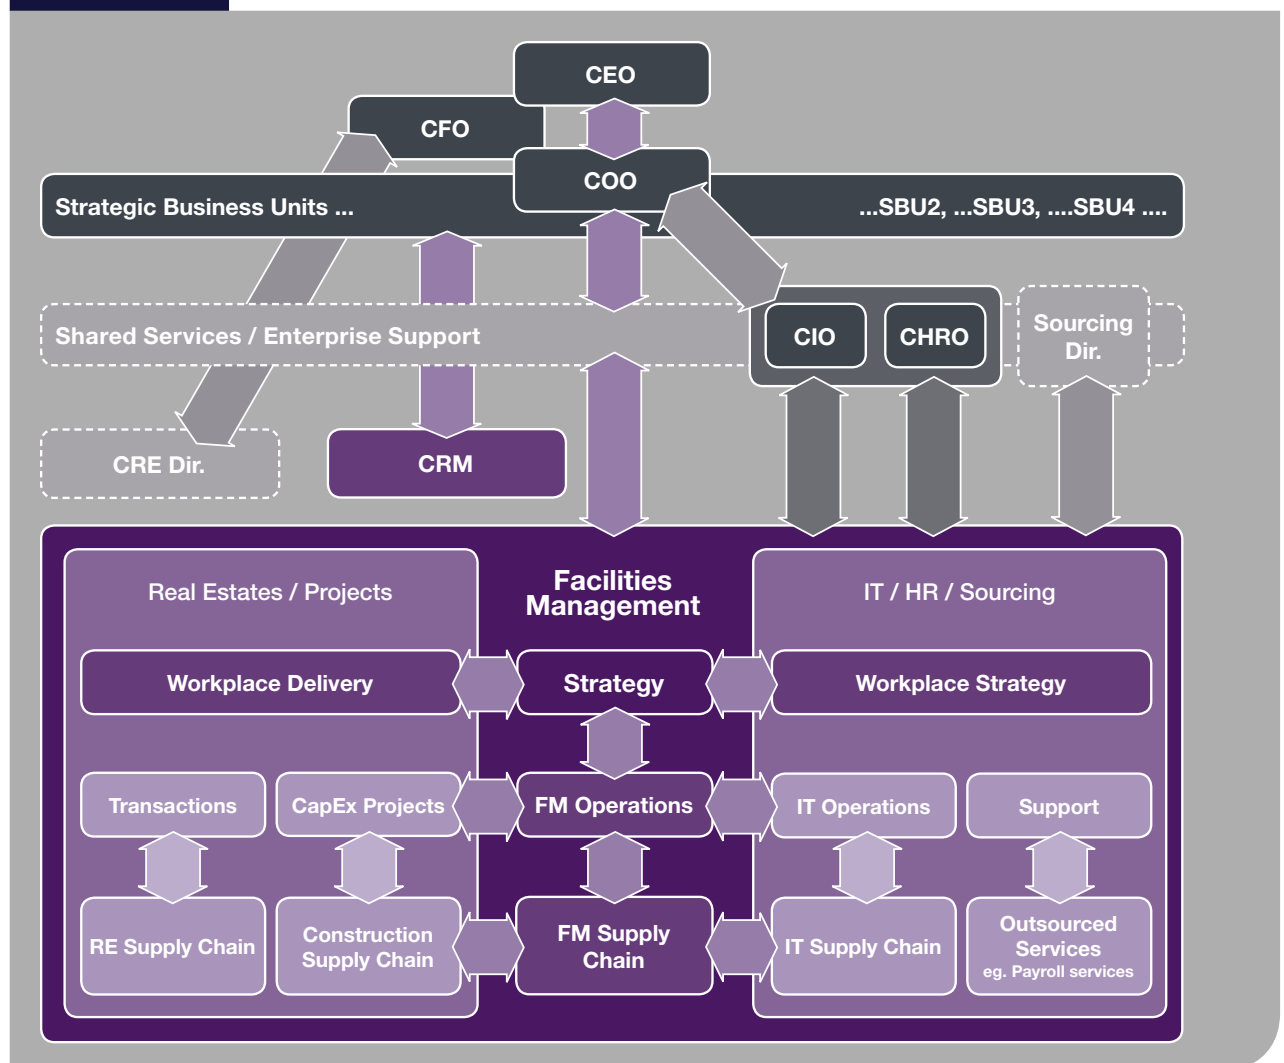 CEO
CFO
COO
Strategic Business Units ...
...SBU2, ...SBU3, ....SBU4 ....
Shared Services / Enterprise Support
CIO
CHRO
Sourcing
Dir.
CRE Dir.
CRM
Real Estates / Projects
Facilities
Management
IT / HR / Sourcing
Workplace Delivery
Strategy
Workplace Strategy
Transactions
CapEx Projects
FM Operations
IT Operations
Support
RE Supply Chain
Construction
Supply Chain
FM Supply
Chain
IT Supply Chain
Outsourced
Services
eg. Payroll services